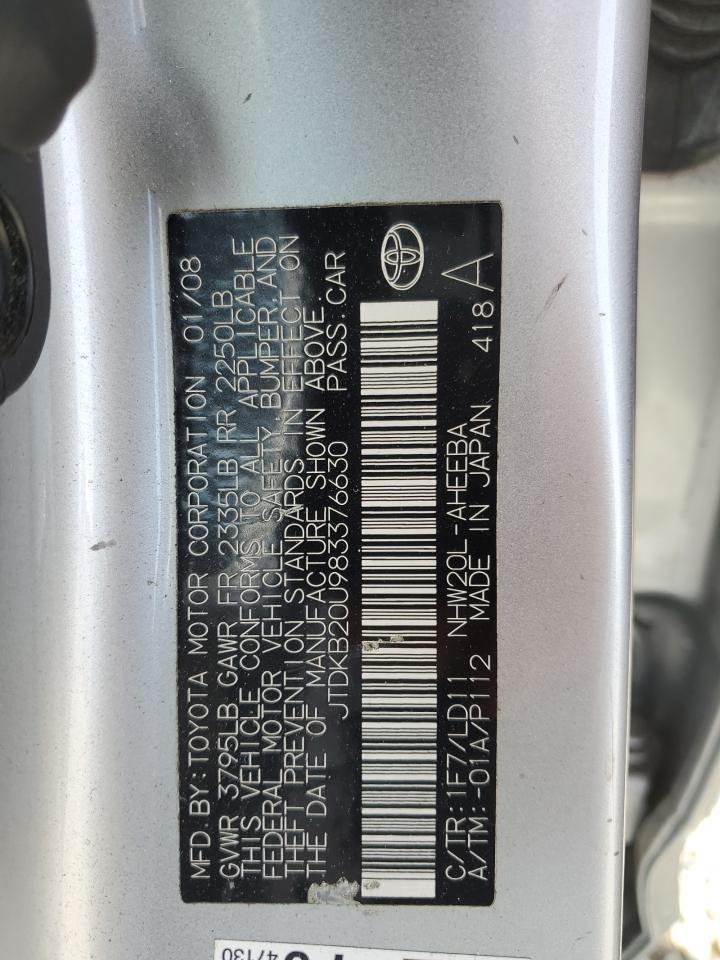 MFD BY:TOYOTA MOTOR CORPORATION 01/08
GVWR 3795LB GAWR FR 2335LB RR 2250LB
THIS VEHICLE CONFORMS TO ALL APPLICABLE
FEDERAL MOTOR VEHICLE SAFETY BUMPER, AND
THEFT PREVENTION STANDARDS IN EFFECT ON
THE DATE OF MANUFACTURE SHOWN ABOVE.
JTDKB20U983376630 PASS.CAR
C/TR:1F7/LD11 NHW20L-AHEEBA
A/TM:-01A/P112 MADE IN JAPAN 418 A
47130